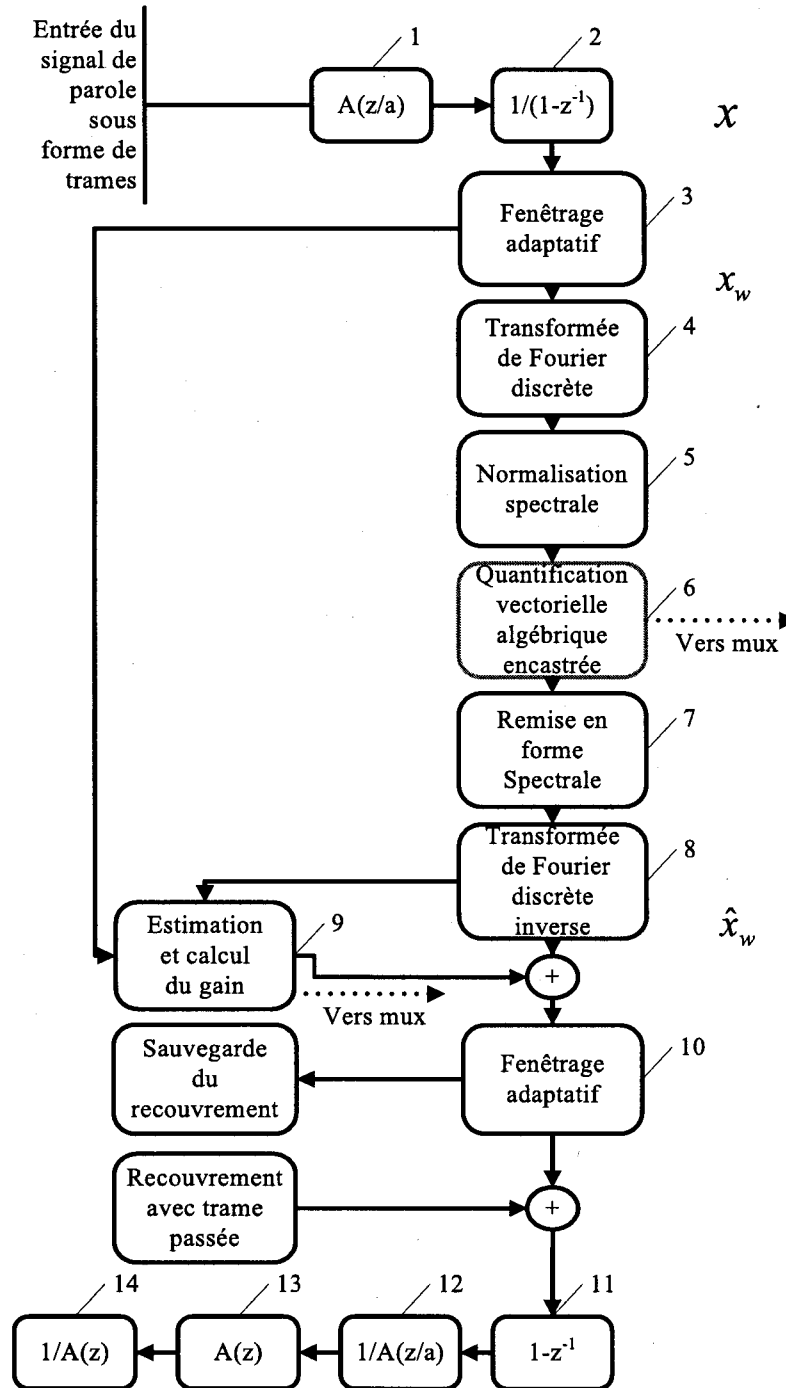 Entrée du
signal de
parole
sous
forme de
trames
1
A(z/a)
2
1/(1-z⁻¹)
x
3
Fenêtrage
adaptatif
x_w
4
Transformée
de Fourier
discrète
5
Normalisation
spectrale
6
Quantification
vectorielle
algébrique
encastrée
Vers mux
7
Remise en
forme
Spectrale
8
Transformée
de Fourier
discrète
inverse
x̂_w
9
Estimation
et calcul
du gain
Vers mux
+
10
Fenêtrage
adaptatif
Sauvegarde
du
recouvrement
Recouvrement
avec trame
passée
+
14
1/A(z)
13
A(z)
12
1/A(z/a)
11
1-z⁻¹